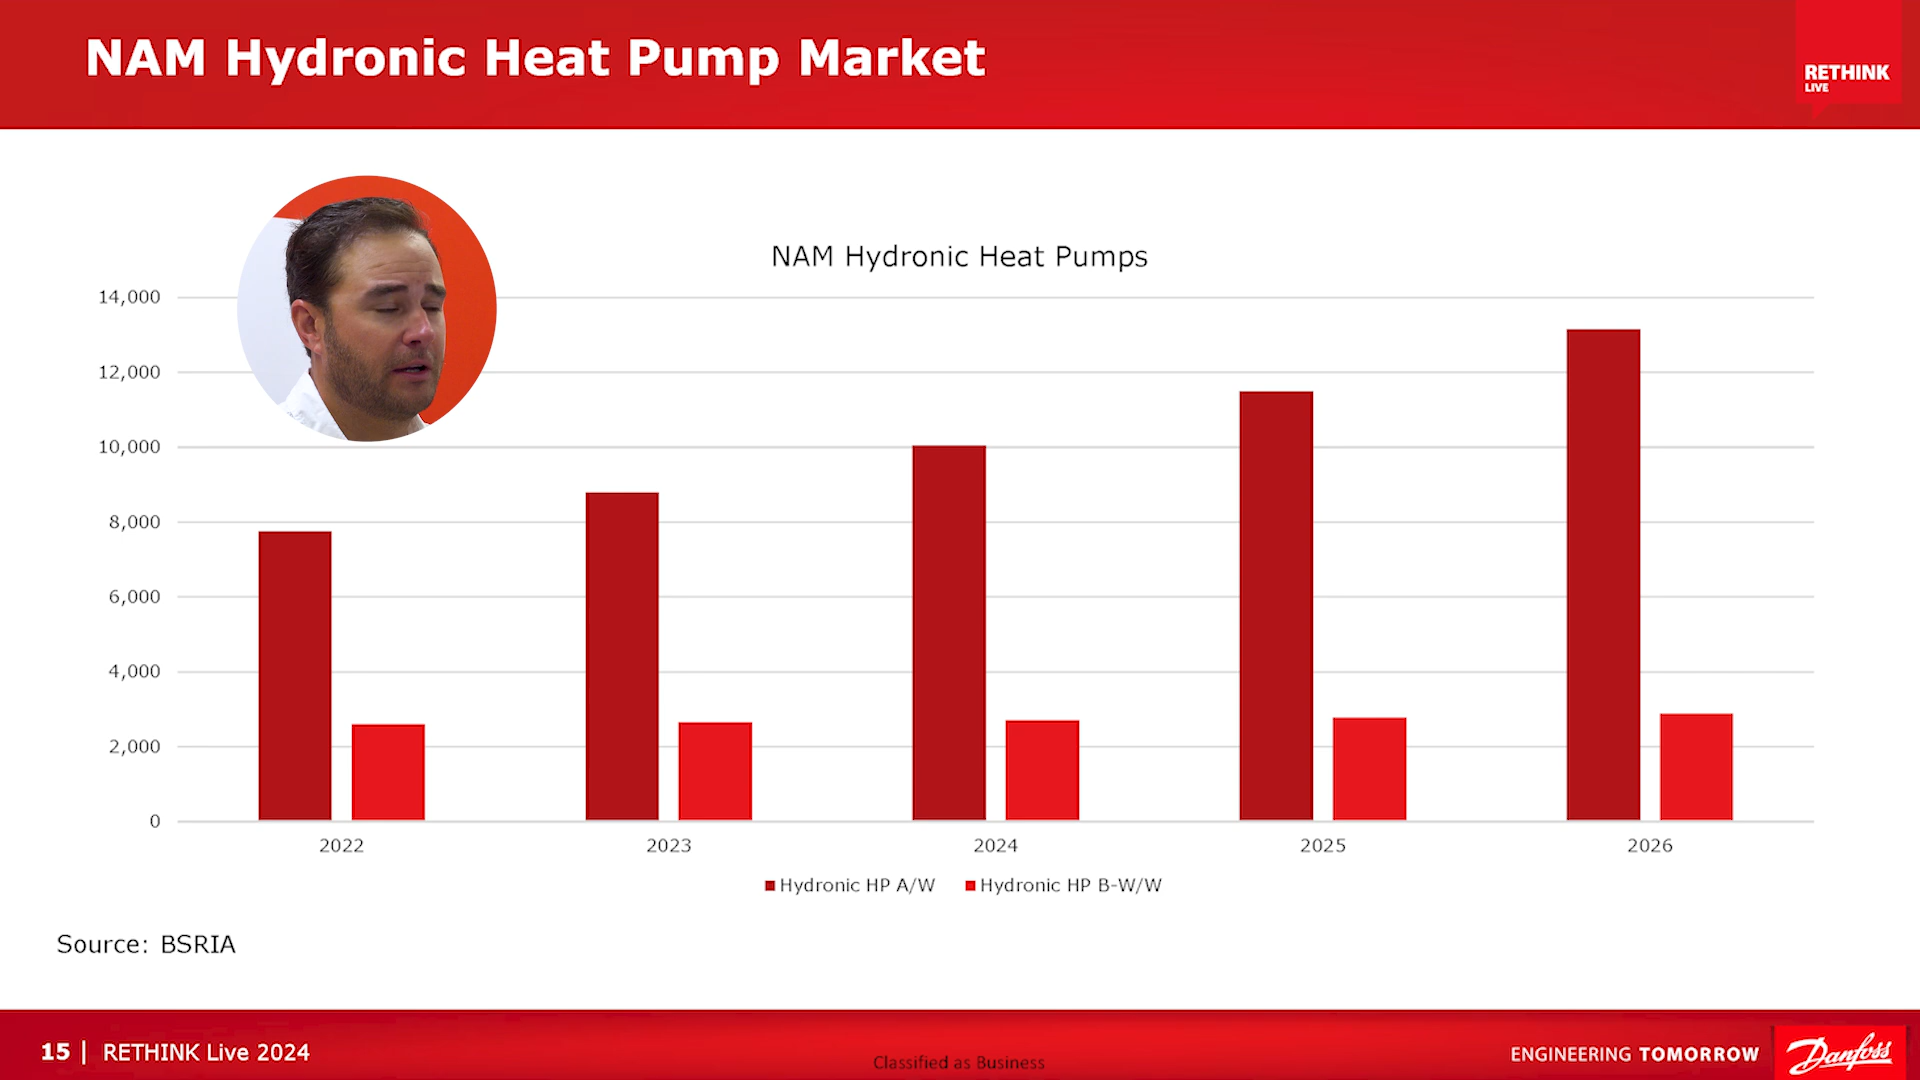 NAM Hydronic Heat Pump Market
RETHINK
LIVE
NAM Hydronic Heat Pumps
14,000
12,000
10,000
8,000
6,000
4,000
2,000
0
2022 2023 2024 2025 2026
Hydronic HP A/W Hydronic HP B-W/W
Source: BSRIA
15 | RETHINK Live 2024
Classified as Business
ENGINEERING TOMORROW
Danfoss